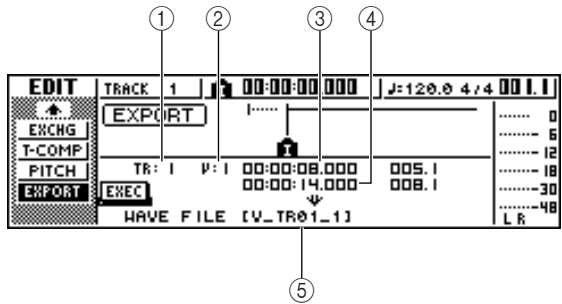 ① ② ③ ④
EDIT TRACK 1 00:00:00.000 ♩=120.0 4/4 001.1
EXPORT
0
EXCHG 6
T-COMP 12
PITCH TR: 1 V: 1 00:00:08.000 005.1 18
EXPORT EXEC 00:00:14.000 008.1 30
48
WAVE FILE [V_TR01_1] L R
⑤